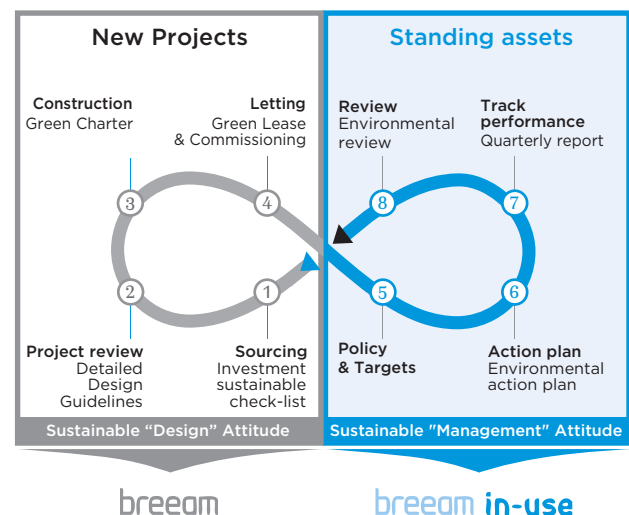 New Projects
Standing assets
Construction
Green Charter
Letting
Green Lease
& Commissioning
Review
Environmental
review
Track
performance
Quarterly report
3
4
8
7
2
1
5
6
Project review
Detailed
Design
Guidelines
Sourcing
Investment
sustainable
check-list
Policy
& Targets
Action plan
Environmental
action plan
Sustainable “Design” Attitude
Sustainable "Management" Attitude
breeam
breeam in-use